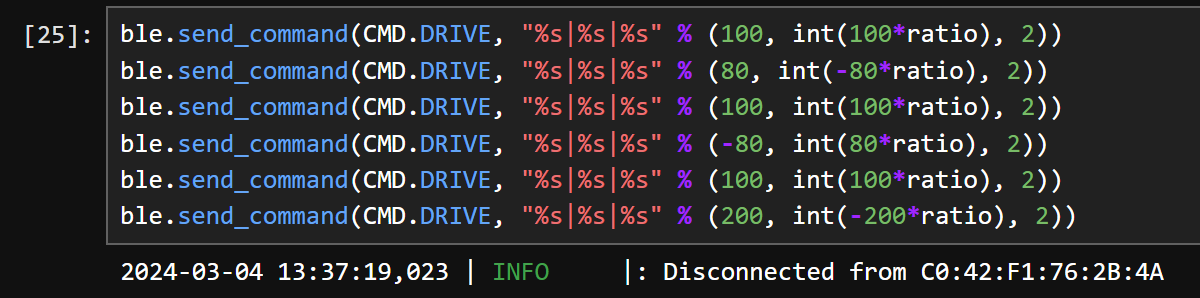 [25]: ble.send_command(CMD.DRIVE, "%s|%s|%s" % (100, int(100*ratio), 2))
ble.send_command(CMD.DRIVE, "%s|%s|%s" % (80, int(-80*ratio), 2))
ble.send_command(CMD.DRIVE, "%s|%s|%s" % (100, int(100*ratio), 2))
ble.send_command(CMD.DRIVE, "%s|%s|%s" % (-80, int(80*ratio), 2))
ble.send_command(CMD.DRIVE, "%s|%s|%s" % (100, int(100*ratio), 2))
ble.send_command(CMD.DRIVE, "%s|%s|%s" % (200, int(-200*ratio), 2))
2024-03-04 13:37:19,023 | INFO     |: Disconnected from C0:42:F1:76:2B:4A